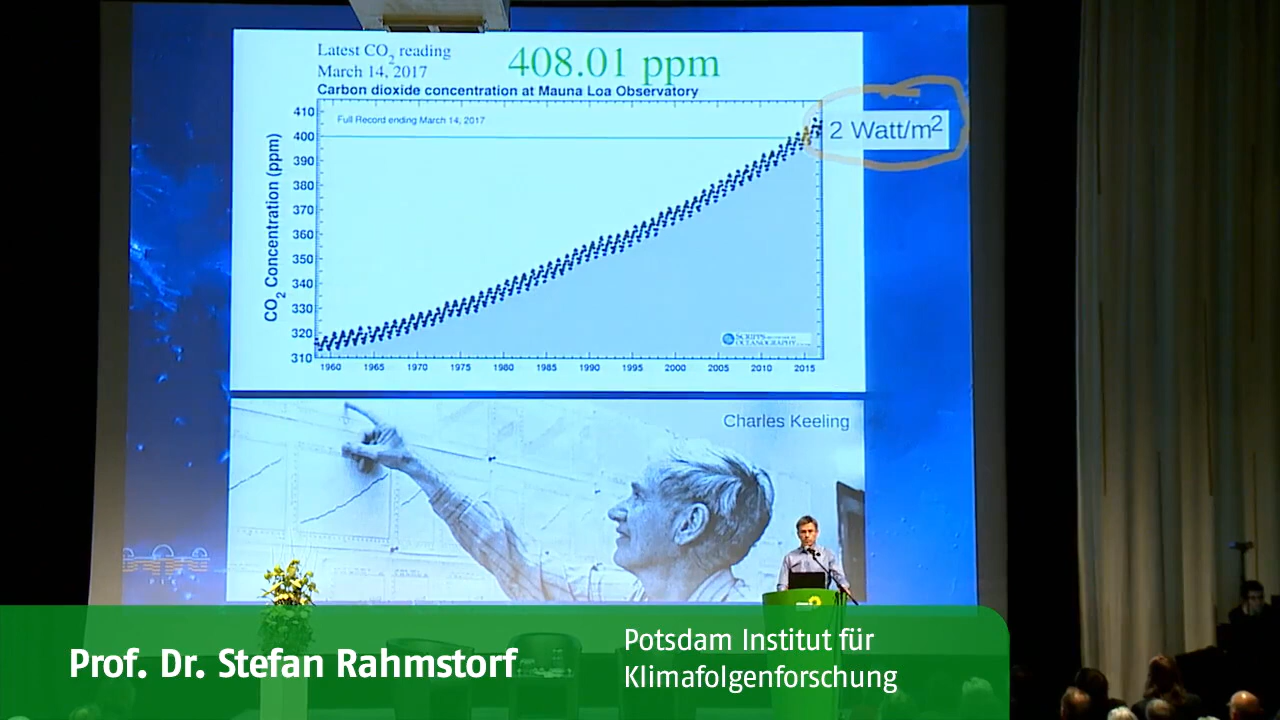 Latest CO2 reading
March 14, 2017
408.01 ppm
Carbon dioxide concentration at Mauna Loa Observatory
Full Record ending March 14, 2017
CO2 Concentration (ppm)
410
400
390
380
370
360
350
340
330
320
310
1960 1965 1970 1975 1980 1985 1990 1995 2000 2005 2010 2015
2 Watt/m2
SCRIPPS
OCEANOGRAPHY
Charles Keeling
PIK
Prof. Dr. Stefan Rahmstorf
Potsdam Institut für
Klimafolgenforschung